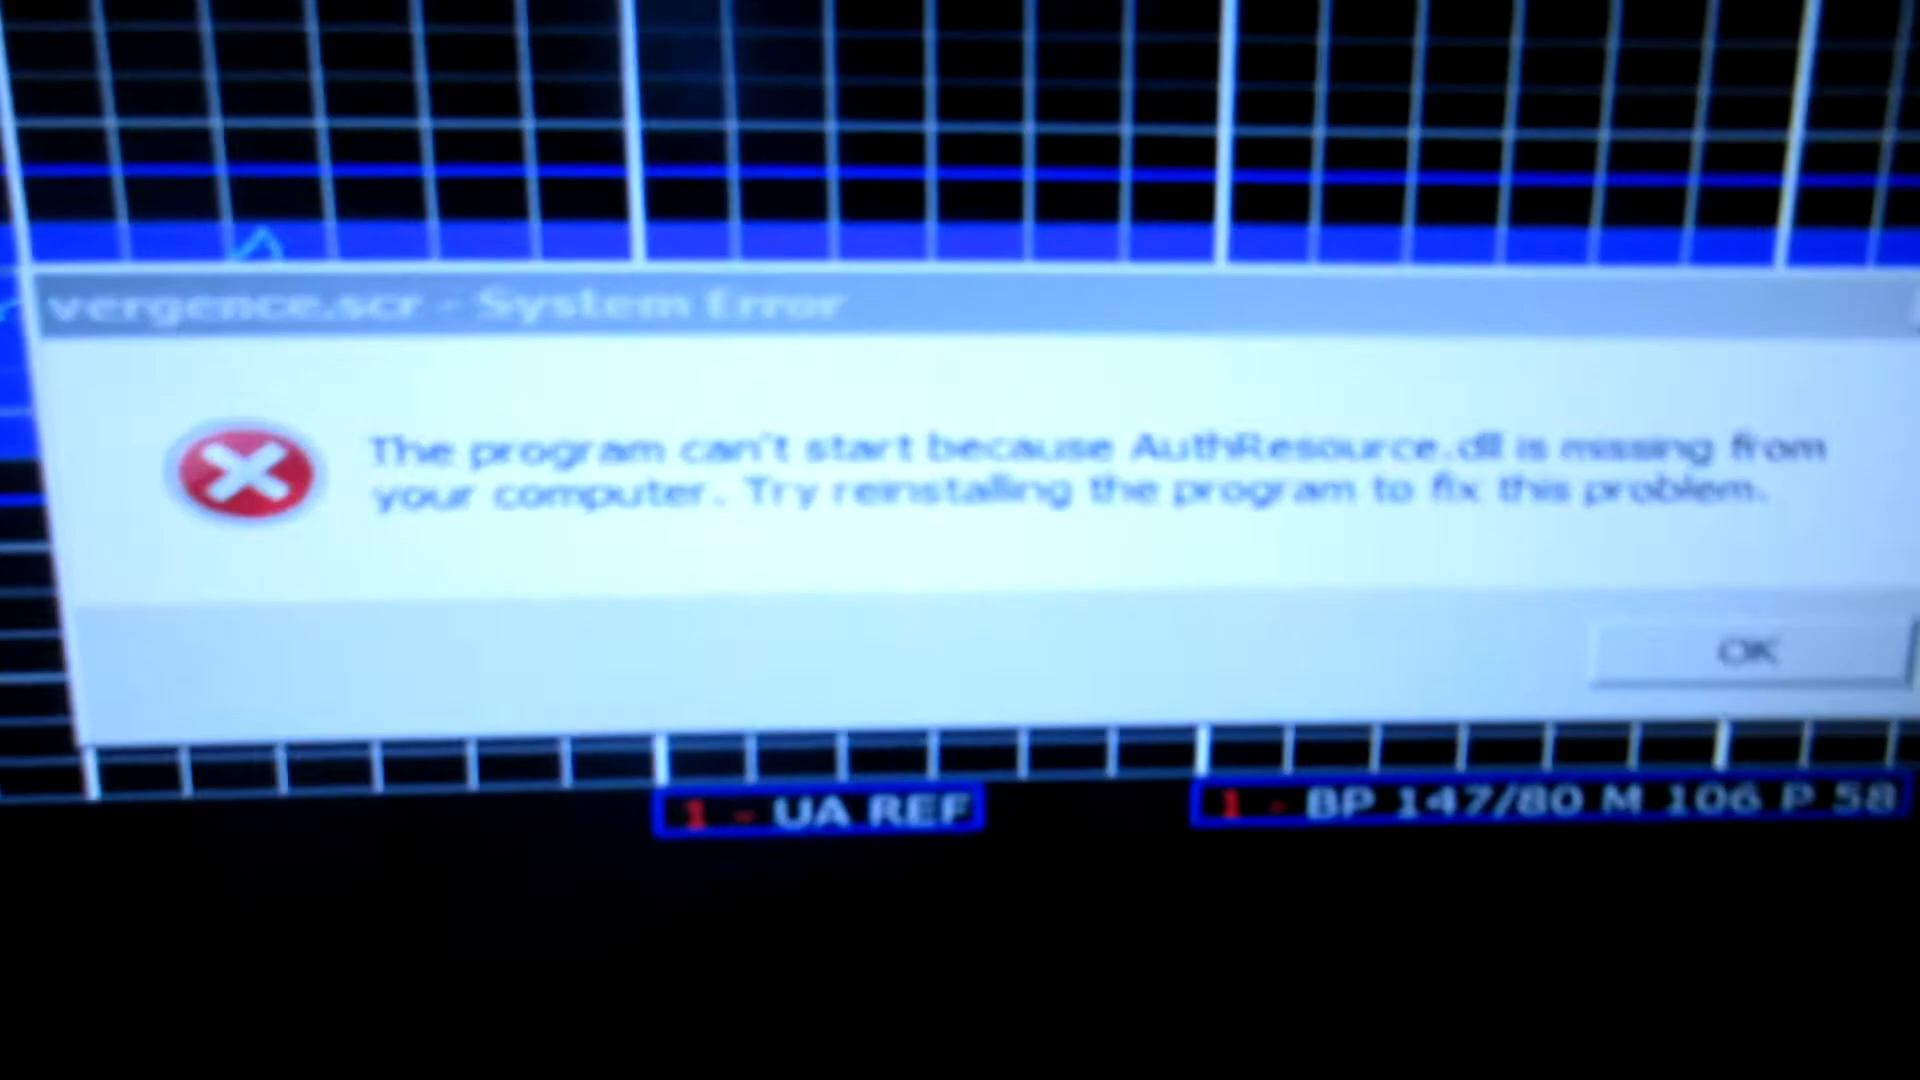 vergence.scr - System Error
The program can't start because AuthResource.dll is missing from
your computer. Try reinstalling the program to fix this problem.
OK
1 - UA REF
1 - BP 147/80 M 106 P 58